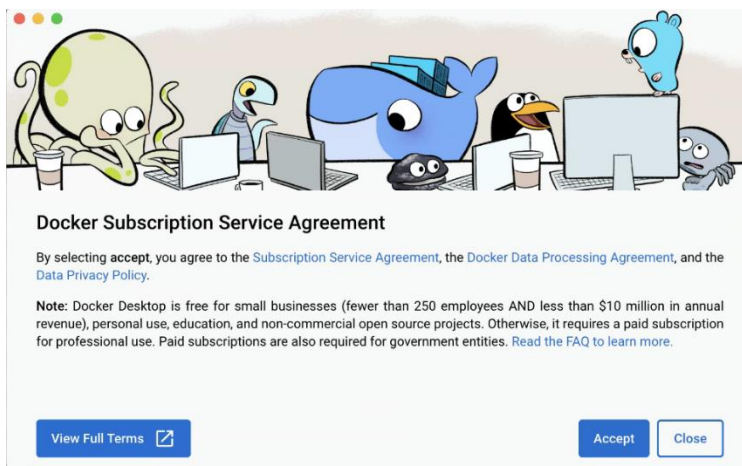 Docker Subscription Service Agreement
By selecting accept, you agree to the Subscription Service Agreement, the Docker Data Processing Agreement, and the
Data Privacy Policy.
Note: Docker Desktop is free for small businesses (fewer than 250 employees AND less than $10 million in annual
revenue), personal use, education, and non-commercial open source projects. Otherwise, it requires a paid subscription
for professional use. Paid subscriptions are also required for government entities. Read the FAQ to learn more.
View Full Terms
Accept
Close